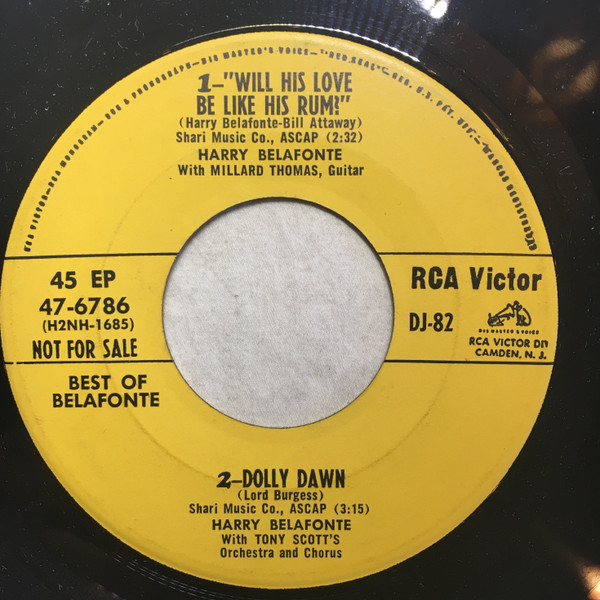 1-"WILL HIS LOVE
BE LIKE HIS RUM?"
(Harry Belafonte-Bill Attaway)
Shari Music Co., ASCAP (2:32)
HARRY BELAFONTE
With MILLARD THOMAS, Guitar
45 EP
47-6786
(H2NH-1685)
NOT FOR SALE
BEST OF
BELAFONTE
RCA Victor
DJ-82
HIS MASTER'S VOICE
RCA VICTOR DIV
CAMDEN, N. J.
2-DOLLY DAWN
(Lord Burgess)
Shari Music Co., ASCAP (3:15)
HARRY BELAFONTE
With TONY SCOTT'S
Orchestra and Chorus